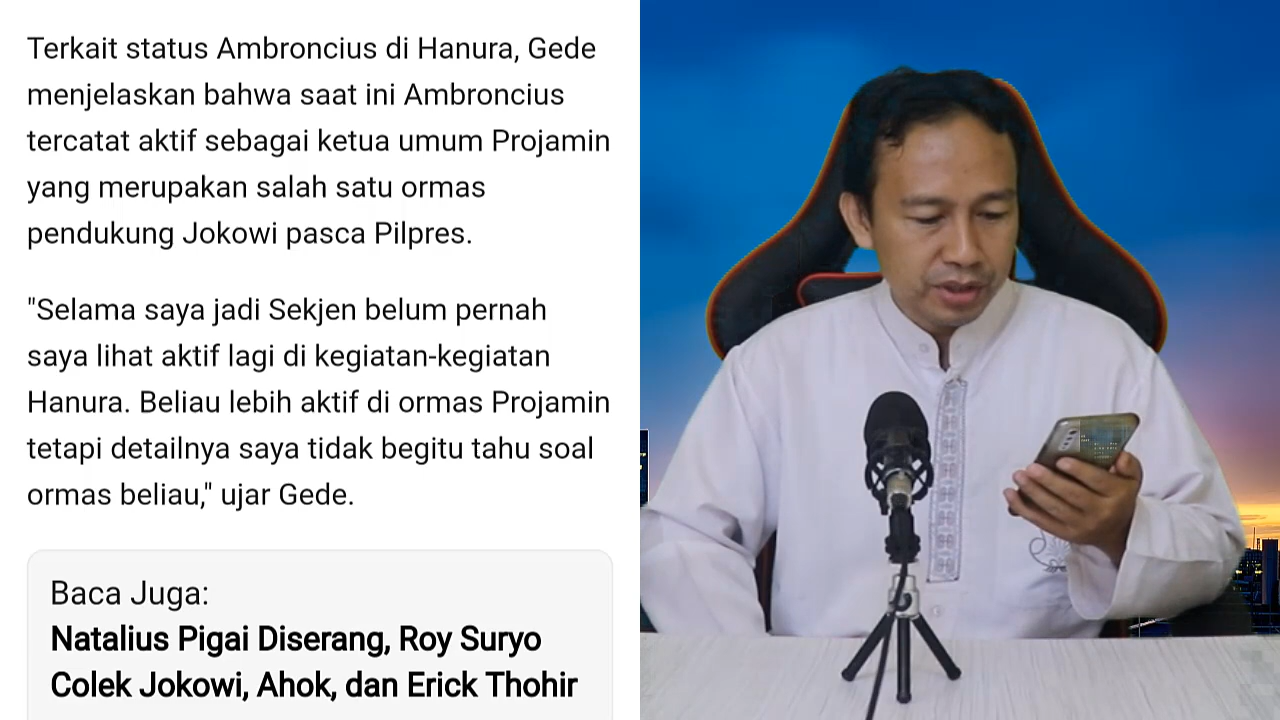 Terkait status Ambroncius di Hanura, Gede
menjelaskan bahwa saat ini Ambroncius
tercatat aktif sebagai ketua umum Projamin
yang merupakan salah satu ormas
pendukung Jokowi pasca Pilpres.
"Selama saya jadi Sekjen belum pernah
saya lihat aktif lagi di kegiatan-kegiatan
Hanura. Beliau lebih aktif di ormas Projamin
tetapi detailnya saya tidak begitu tahu soal
ormas beliau," ujar Gede.
Baca Juga:
Natalius Pigai Diserang, Roy Suryo
Colek Jokowi, Ahok, dan Erick Thohir